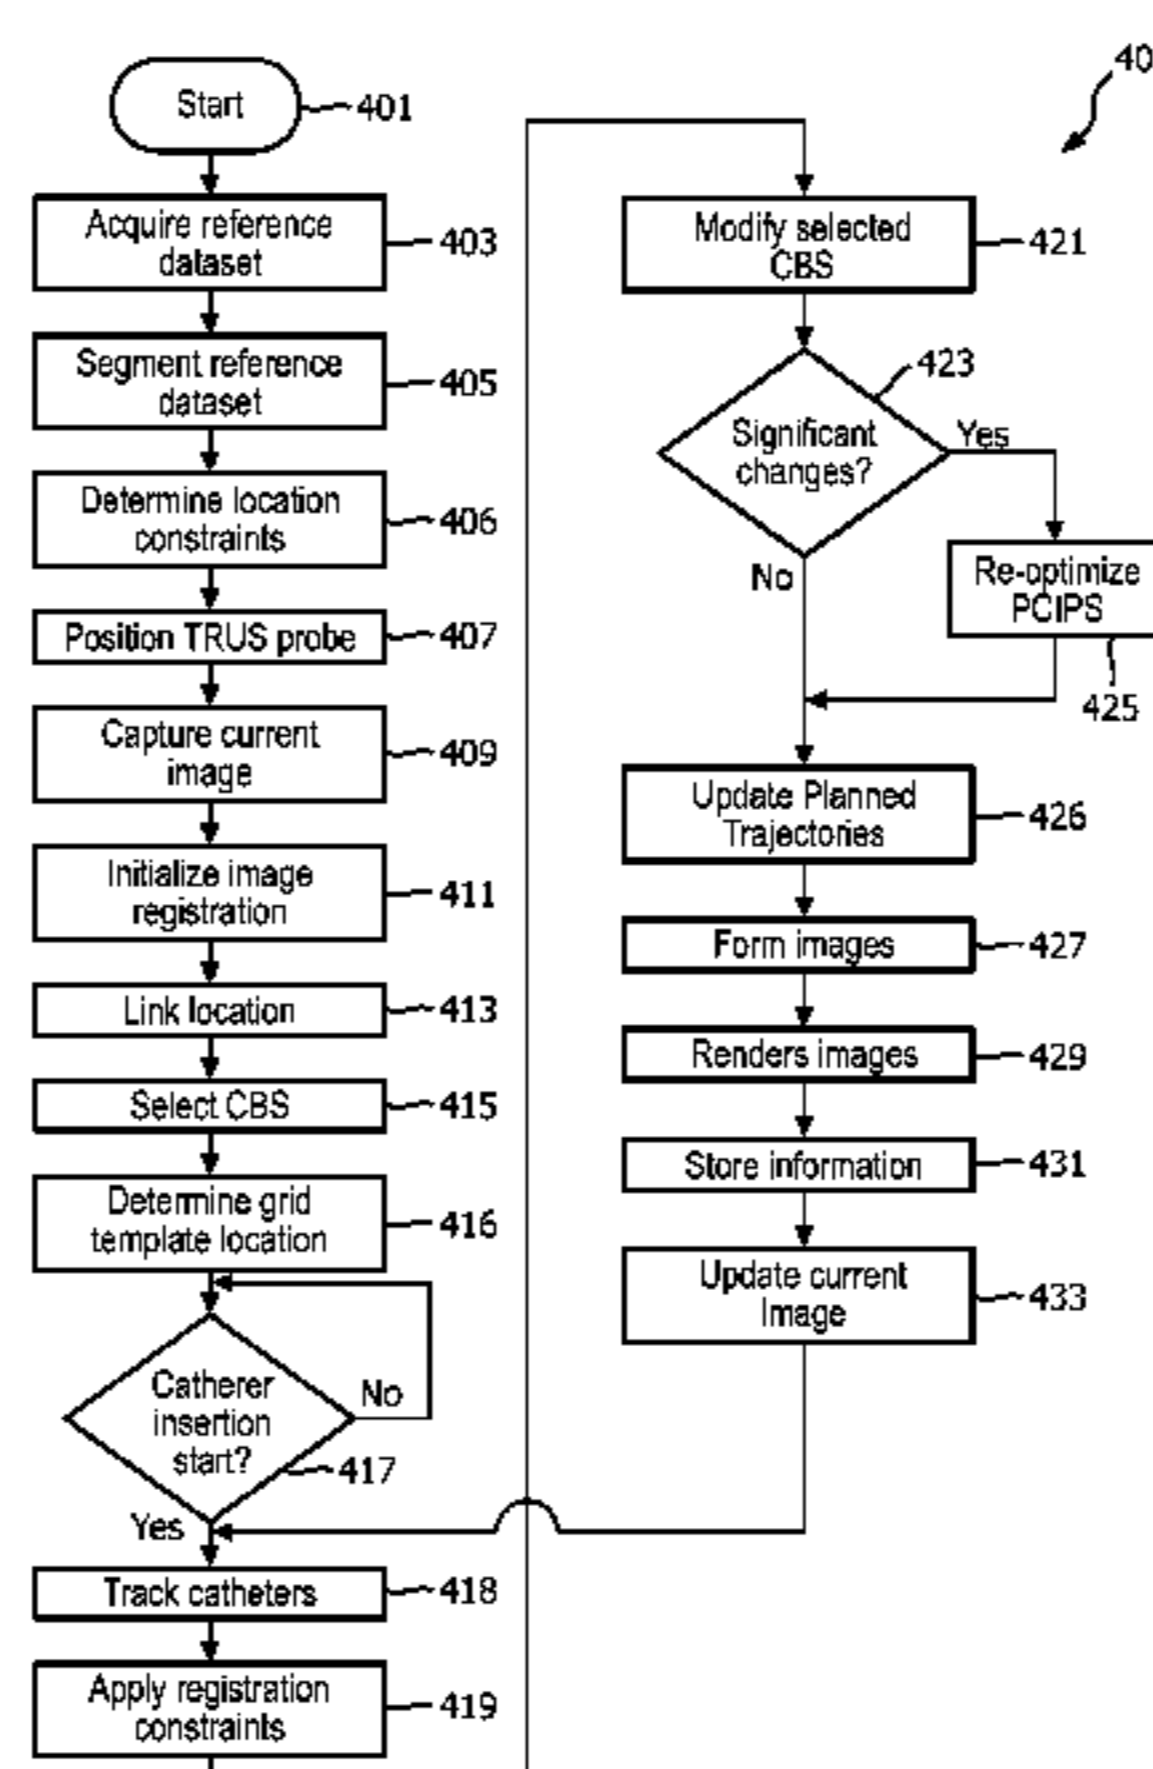 Start
401
Acquire reference
dataset
403
Segment reference
dataset
405
Determine location
constraints
406
Position TRUS probe
407
Capture current
image
409
Initialize image
registration
411
Link location
413
Select CBS
415
Determine grid
template location
416
Catherer
insertion
start?
No
417
Yes
Track catheters
418
Apply registration
constraints
419
40
Modify selected
CBS
421
423
Significant
changes?
Yes
No
Re-optimize
PCIPS
425
Update Planned
Trajectories
426
Form images
427
Renders images
429
Store information
431
Update current
Image
433